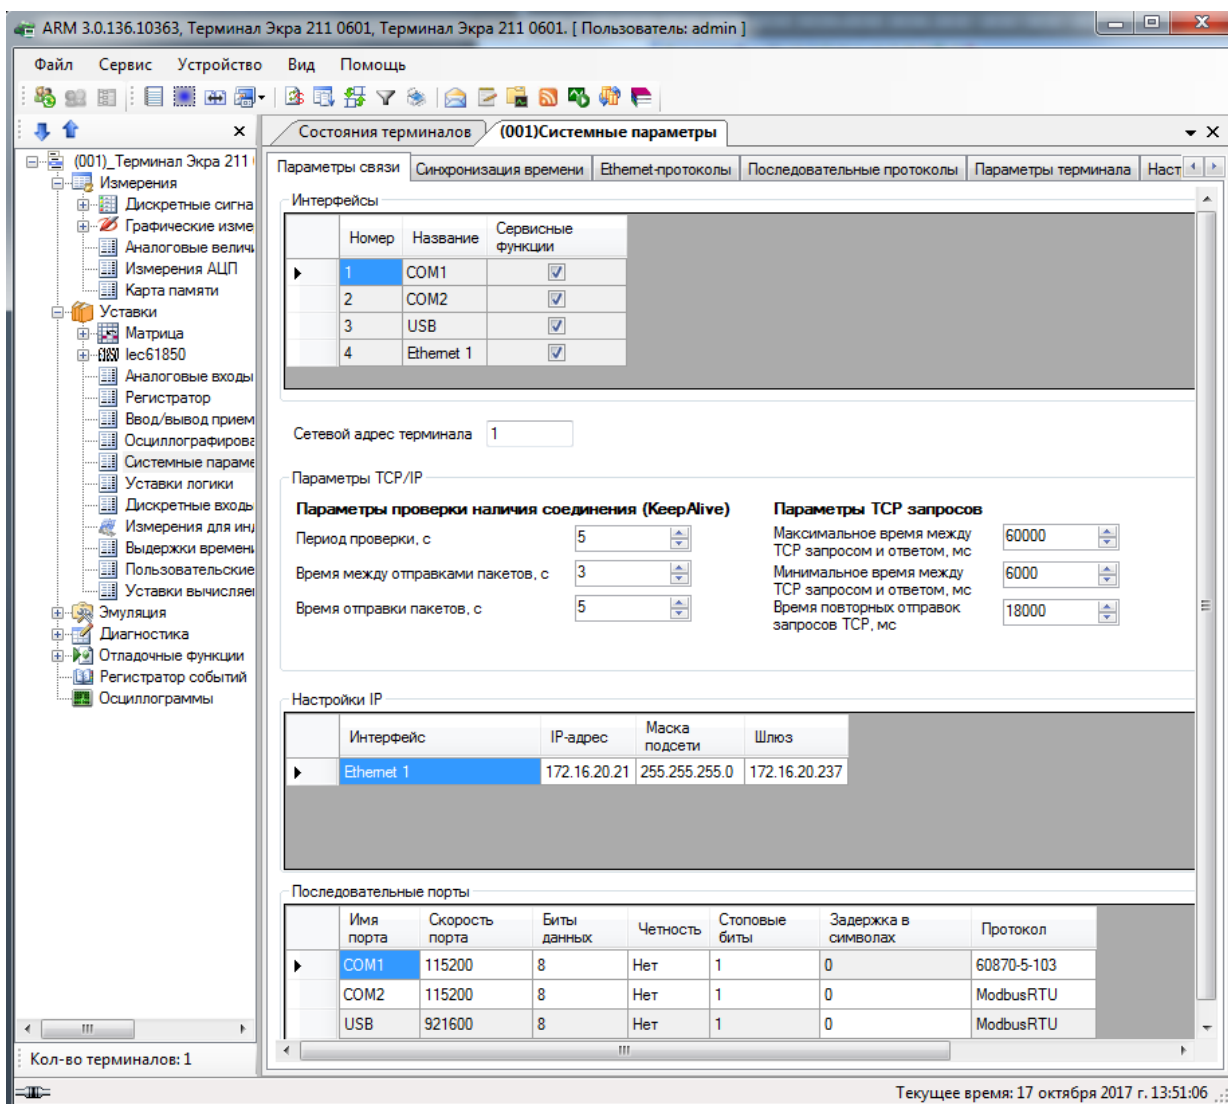 ARM 3.0.136.10363, Терминал Экра 211 0601, Терминал Экра 211 0601. [ Пользователь: admin ]
Файл Сервис Устройство Вид Помощь
(001)_Терминал Экра 211
Измерения
Дискретные сигна
Графические изме
Аналоговые велич
Измерения АЦП
Карта памяти
Уставки
Матрица
Iec61850
Аналоговые входы
Регистратор
Ввод/вывод прием
Осциллографирова
Системные параме
Уставки логики
Дискретные входы
Измерения для инд
Выдержки времени
Пользовательские
Уставки вычисляем
Эмуляция
Диагностика
Отладочные функции
Регистратор событий
Осциллограммы
Кол-во терминалов: 1
Состояния терминалов (001)Системные параметры
Параметры связи Синхронизация времени Ethernet-протоколы Последовательные протоколы Параметры терминала Наст
Интерфейсы
Номер Название Сервисные функции
1 COM1
2 COM2
3 USB
4 Ethernet 1
Сетевой адрес терминала 1
Параметры TCP/IP
Параметры проверки наличия соединения (KeepAlive)
Период проверки, с 5
Время между отправками пакетов, с 3
Время отправки пакетов, с 5
Параметры TCP запросов
Максимальное время между
TCP запросом и ответом, мс 60000
Минимальное время между
TCP запросом и ответом, мс 6000
Время повторных отправок
запросов TCP, мс 18000
Настройки IP
Интерфейс IP-адрес Маска подсети Шлюз
Ethernet 1 172.16.20.21 255.255.255.0 172.16.20.237
Последовательные порты
Имя порта Скорость порта Биты данных Четность Стоповые биты Задержка в символах Протокол
COM1 115200 8 Нет 1 0 60870-5-103
COM2 115200 8 Нет 1 0 ModbusRTU
USB 921600 8 Нет 1 0 ModbusRTU
Текущее время: 17 октября 2017 г. 13:51:06